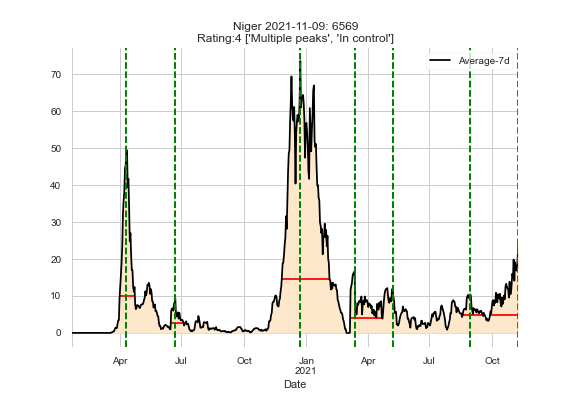 Niger 2021-11-09: 6569
Rating:4 ['Multiple peaks', 'In control']
Average-7d
70
60
50
40
30
20
10
0
Apr
Jul
Oct
Jan
2021
Apr
Jul
Oct
Date